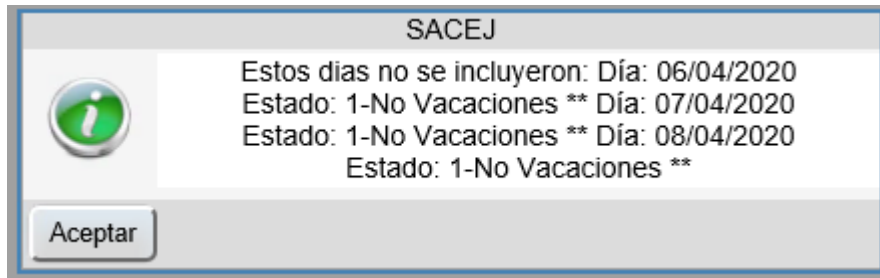 SACEJ
Estos dias no se incluyeron: Día: 06/04/2020
Estado: 1-No Vacaciones ** Día: 07/04/2020
Estado: 1-No Vacaciones ** Día: 08/04/2020
Estado: 1-No Vacaciones **
Aceptar